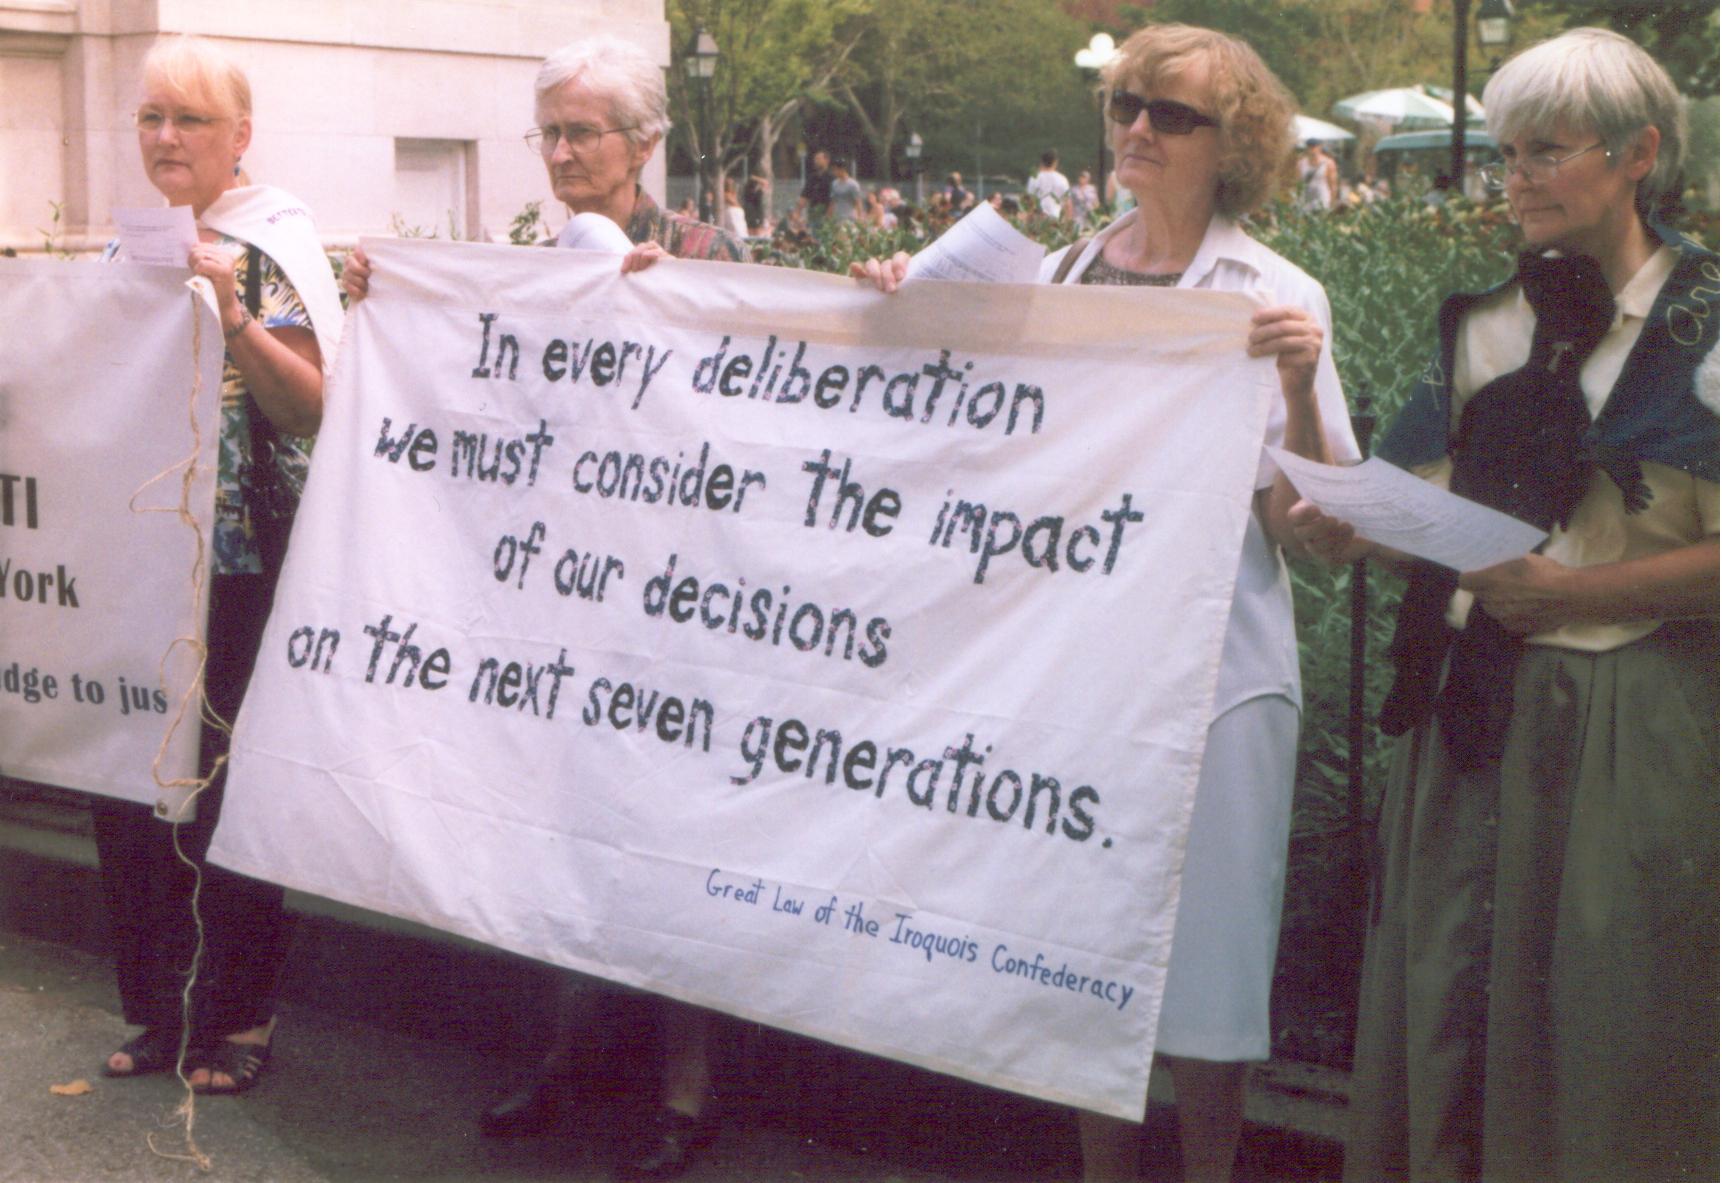 TI
York
dge to jus
In every deliberation
we must consider the impact
of our decisions
on the next seven generations.
Great Law of the Iroquois Confederacy